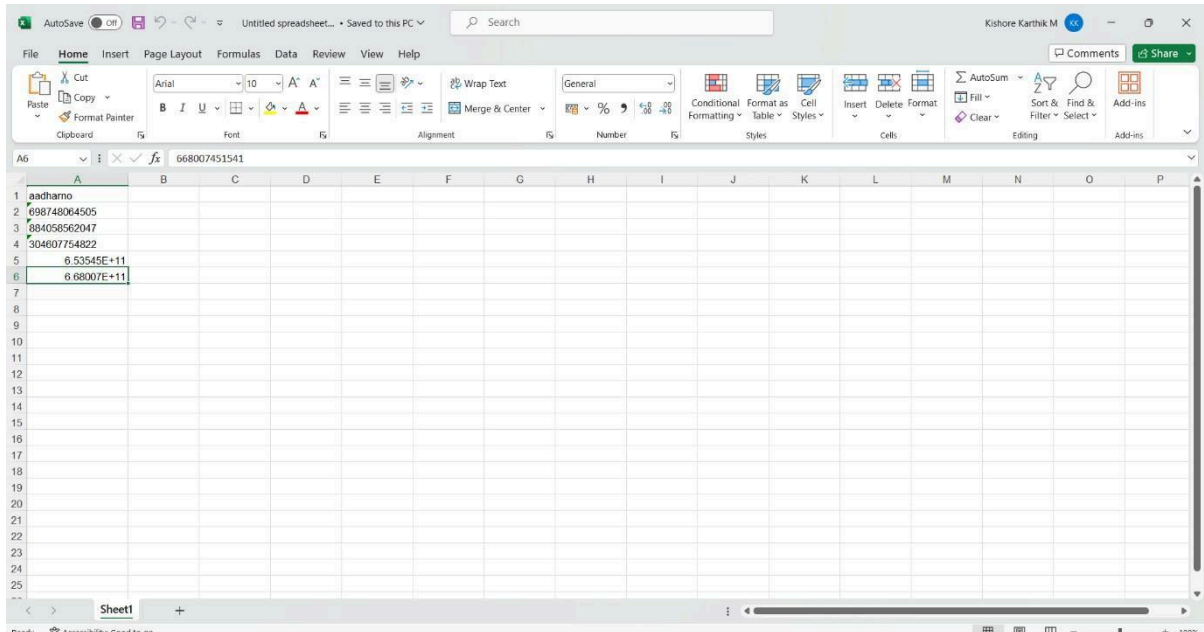 AutoSave Off Untitled spreadsheet... • Saved to this PC Search Kishore Karthik M KK
File Home Insert Page Layout Formulas Data Review View Help Comments Share
Paste Cut Copy Format Painter Clipboard
Arial 10 A A B I U A Font
Wrap Text Merge & Center Alignment
General % 9 Number
Conditional Formatting Format as Table Cell Styles Styles
Insert Delete Format Cells
AutoSum Fill Clear Sort & Filter Find & Select Editing
Add-ins Add-ins
A6 fx 668007451541
A B C D E F G H I J K L M N O P
1 aadharno
2 698748064505
3 884058562047
4 304607754822
5 6.53545E+11
6 6.68007E+11
7
8
9
10
11
12
13
14
15
16
17
18
19
20
21
22
23
24
25
Sheet1 +